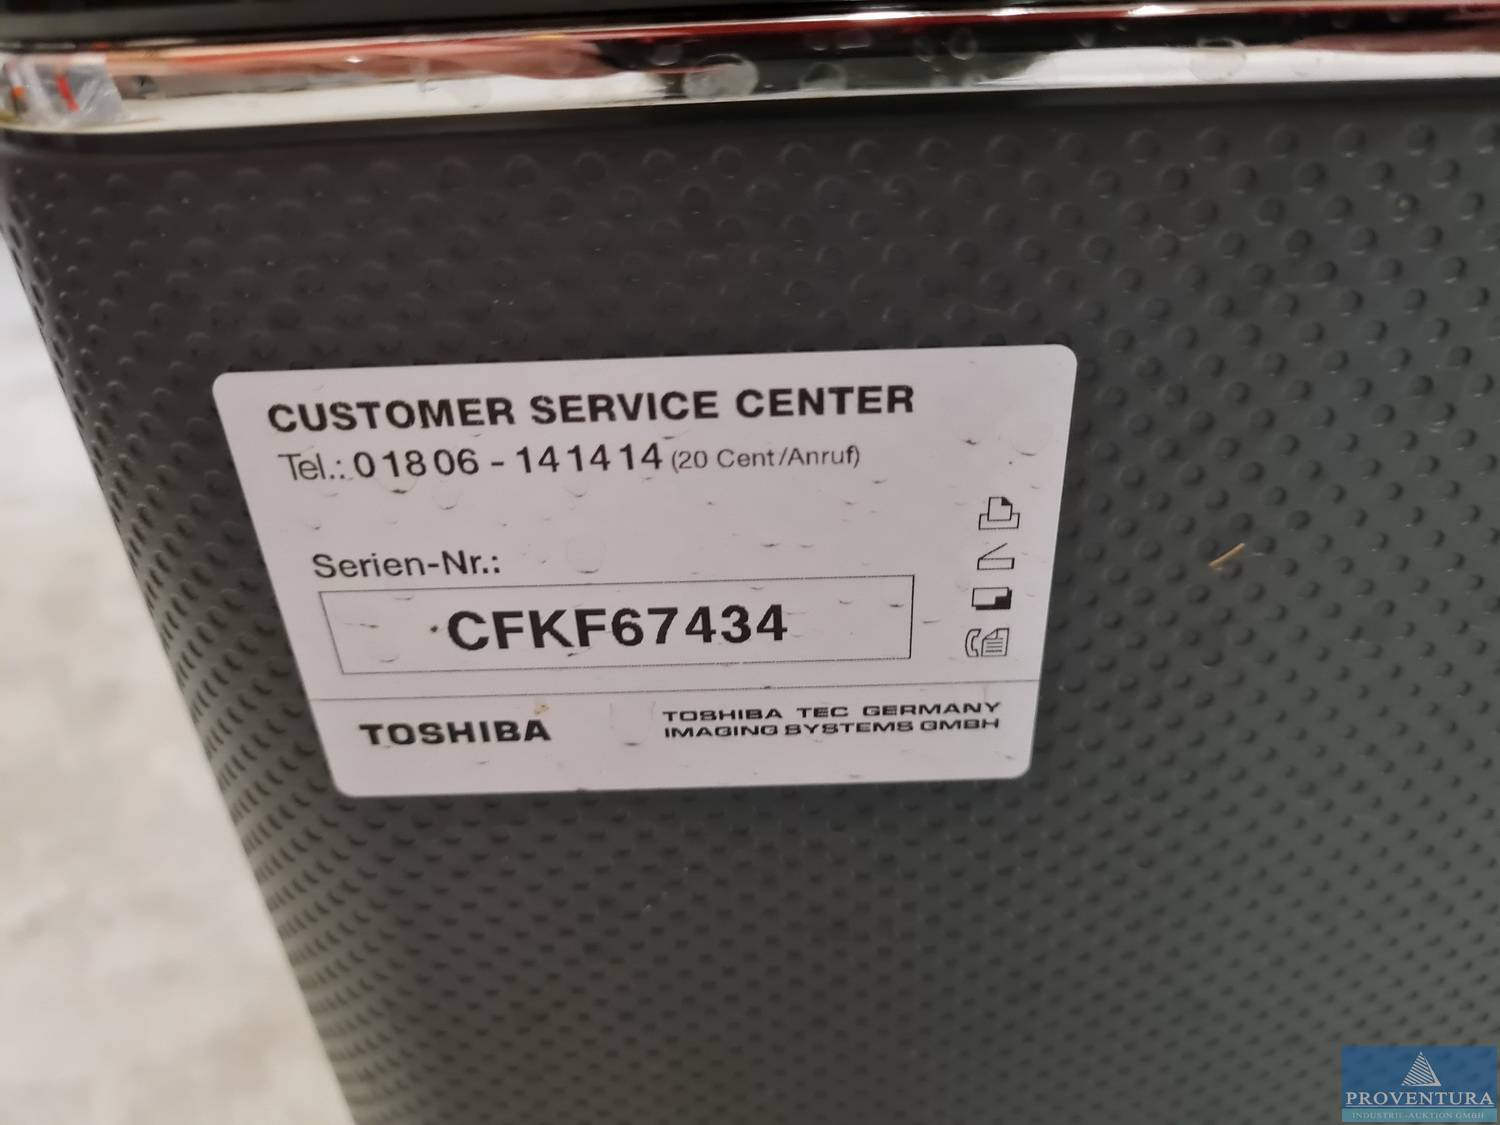 CUSTOMER SERVICE CENTER
Tel.: 01806 - 141414 (20 Cent/Anruf)
Serien-Nr.:
CFKF67434
TOSHIBA
TOSHIBA TEC GERMANY
IMAGING SYSTEMS GMBH
PROVENTURA
INDUSTRIE-AUKTION GMBH